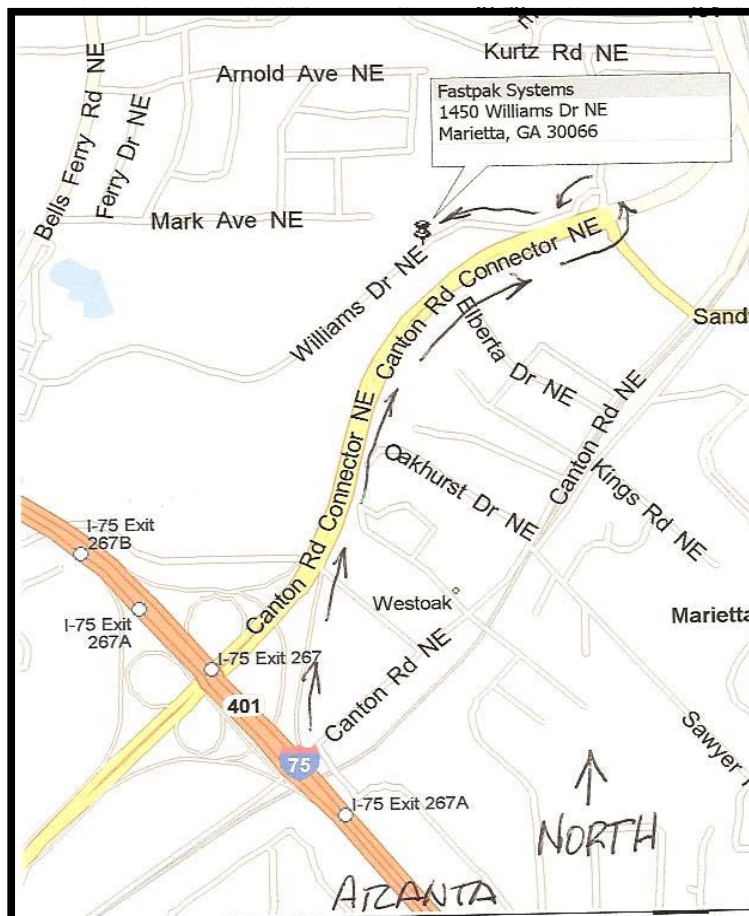 Kurtz Rd NE
Arnold Ave NE
Fastpak Systems
1450 Williams Dr NE
Marietta, GA 30066
Bells Ferry Rd NE
Ferry Dr NE
Mark Ave NE
Williams Dr NE
Canton Rd Connector NE
Elberta Dr NE
Sand
Canton Rd NE
Canton Rd Connector NE
Oakhurst Dr NE
Kings Rd NE
I-75 Exit
267B
I-75 Exit
267A
Westoak
Marietta
I-75 Exit 267
Canton Rd NE
401
75
Sawyer
I-75 Exit 267A
NORTH
ATLANTA